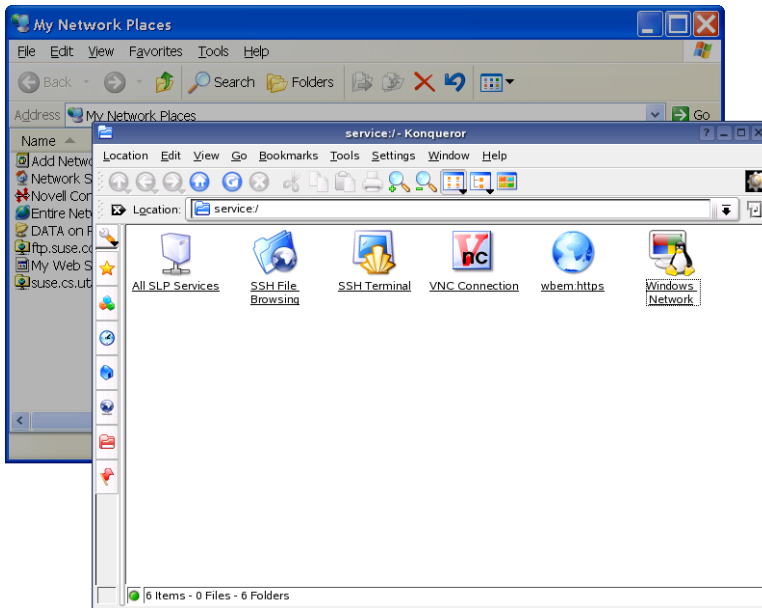 My Network Places
File Edit View Favorites Tools Help
Back Search Folders
Address My Network Places Go
Name
Add Netwo
Network S
Novell Con
Entire Net
DATA on
ftp.suse.co
My Web S
suse.cs.ut
service:/ - Konqueror
Location Edit View Go Bookmarks Tools Settings Window Help
Location: service:/
All SLP Services
SSH File
Browsing
SSH Terminal
VNC Connection
wbem:https
Windows
Network
6 Items - 0 Files - 6 Folders